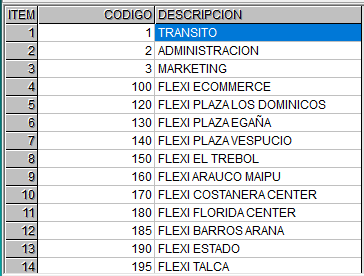 ITEM CODIGO DESCRIPCION
1 1 TRANSITO
2 2 ADMINISTRACION
3 3 MARKETING
4 100 FLEXI ECOMMERCE
5 120 FLEXI PLAZA LOS DOMINICOS
6 130 FLEXI PLAZA EGAÑA
7 140 FLEXI PLAZA VESPUCIO
8 150 FLEXI EL TREBOL
9 160 FLEXI ARAUCO MAIPU
10 170 FLEXI COSTANERA CENTER
11 180 FLEXI FLORIDA CENTER
12 185 FLEXI BARROS ARANA
13 190 FLEXI ESTADO
14 195 FLEXI TALCA